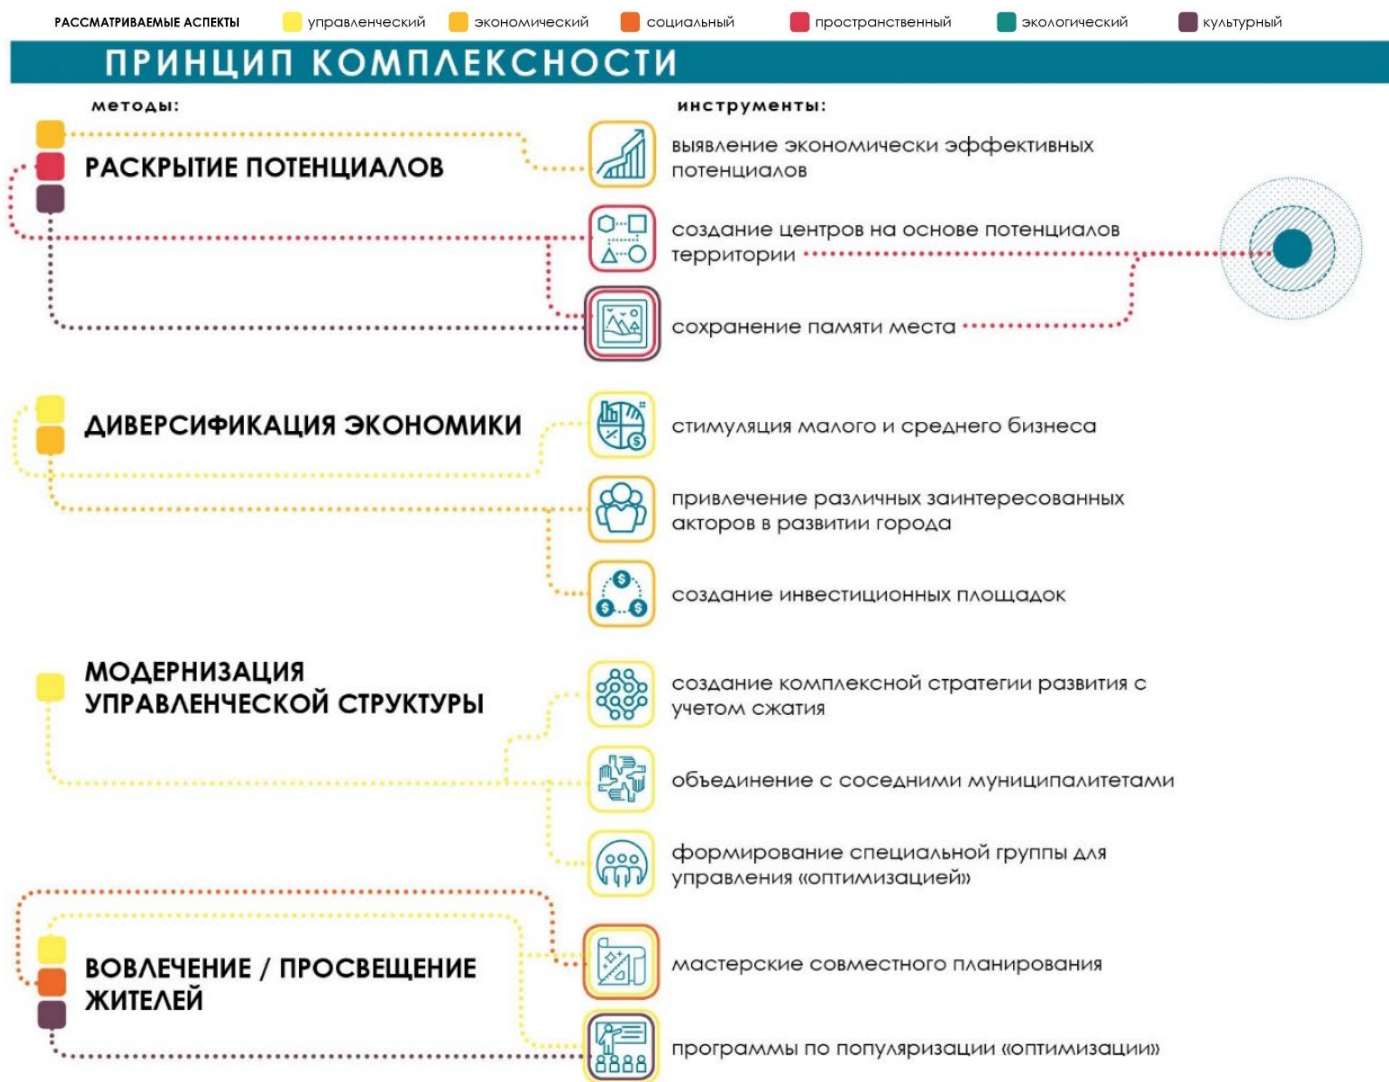 РАССМАТРИВАЕМЫЕ АСПЕКТЫ управленческий экономический социальный пространственный экологический культурный
ПРИНЦИП КОМПЛЕКСНОСТИ
методы: инструменты:
РАСКРЫТИЕ ПОТЕНЦИАЛОВ
выявление экономически эффективных
потенциалов
создание центров на основе потенциалов
территории
сохранение памяти места
ДИВЕРСИФИКАЦИЯ ЭКОНОМИКИ
стимуляция малого и среднего бизнеса
привлечение различных заинтересованных
акторов в развитии города
создание инвестиционных площадок
МОДЕРНИЗАЦИЯ
УПРАВЛЕНЧЕСКОЙ СТРУКТУРЫ
создание комплексной стратегии развития с
учетом сжатия
объединение с соседними муниципалитетами
формирование специальной группы для
управления «оптимизацией»
ВОВЛЕЧЕНИЕ / ПРОСВЕЩЕНИЕ
ЖИТЕЛЕЙ
мастерские совместного планирования
программы по популяризации «оптимизации»